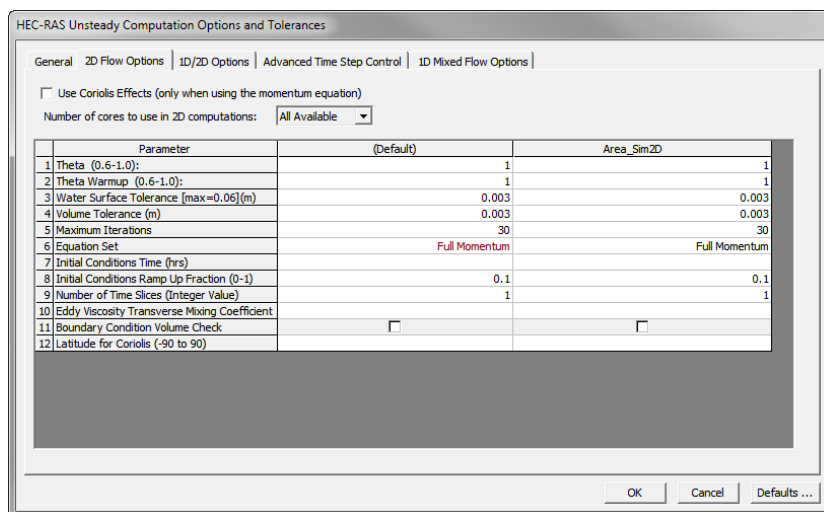 HEC-RAS Unsteady Computation Options and Tolerances
General 2D Flow Options 1D/2D Options Advanced Time Step Control 1D Mixed Flow Options
Use Coriolis Effects (only when using the momentum equation)
Number of cores to use in 2D computations: All Available
Parameter (Default) Area_Sim2D
1 Theta (0.6-1.0): 1 1
2 Theta Warmup (0.6-1.0): 1 1
3 Water Surface Tolerance [max=0.06](m) 0.003 0.003
4 Volume Tolerance (m) 0.003 0.003
5 Maximum Iterations 30 30
6 Equation Set Full Momentum Full Momentum
7 Initial Conditions Time (hrs)
8 Initial Conditions Ramp Up Fraction (0-1) 0.1 0.1
9 Number of Time Slices (Integer Value) 1 1
10 Eddy Viscosity Transverse Mixing Coefficient
11 Boundary Condition Volume Check
12 Latitude for Coriolis (-90 to 90)
OK Cancel Defaults ...